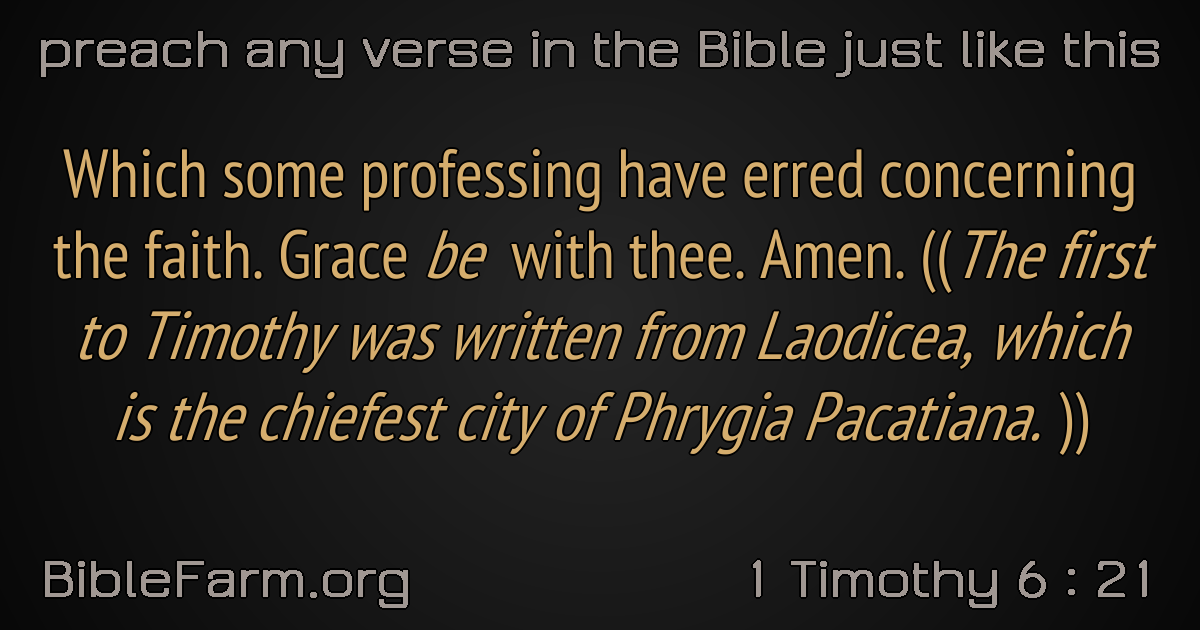 preach any verse in the Bible just like this
Which some professing have erred concerning
the faith. Grace be with thee. Amen. ((The first
to Timothy was written from Laodicea, which
is the chiefest city of Phrygia Pacatiana. ))
BibleFarm.org
1 Timothy 6 : 21